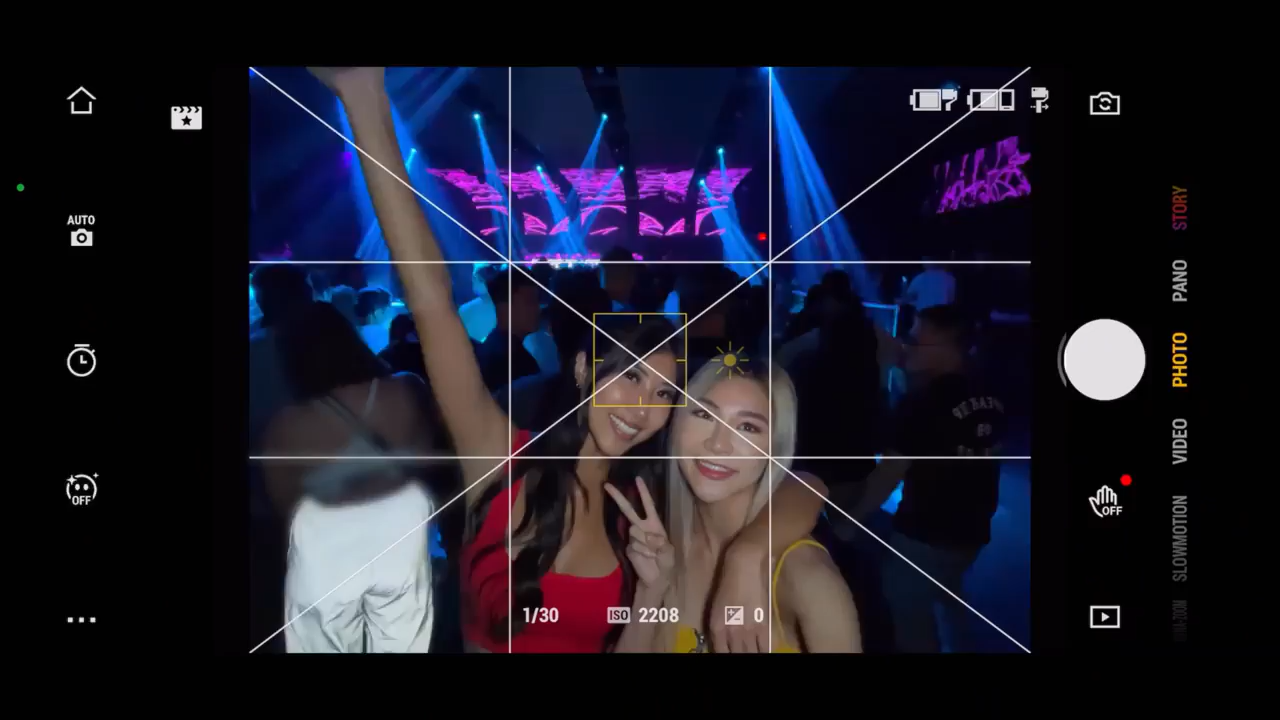 AUTO
OFF
1/30
ISO 2208
0
STORY
PANO
PHOTO
VIDEO
SLOWMOTION
OFF